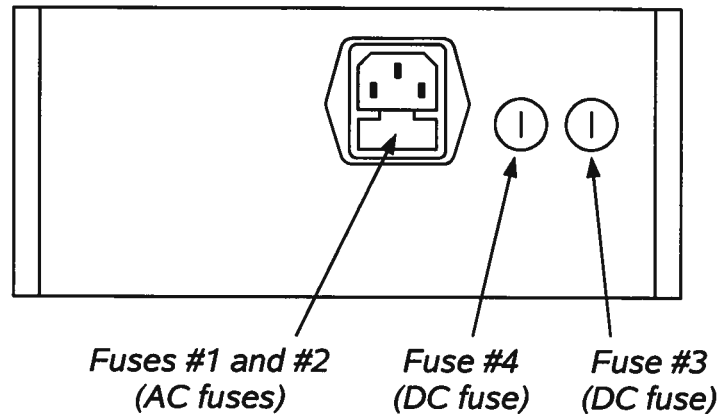 Fuses #1 and #2
(AC fuses)
Fuse #4
(DC fuse)
Fuse #3
(DC fuse)